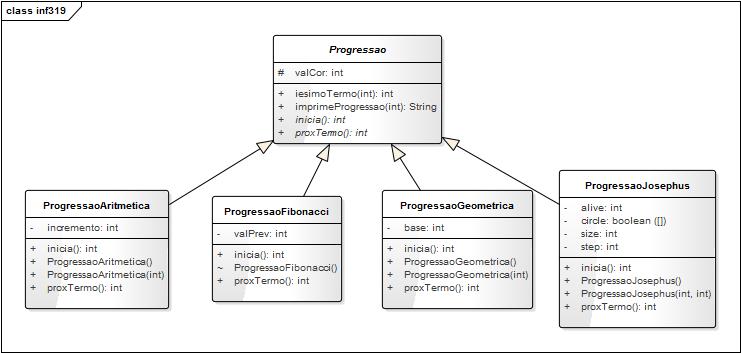 class inf319
Progressao
# valCor: int
+ iesimoTermo(int): int
+ imprimeProgressao(int): String
+ inicia(): int
+ proxTermo(): int
ProgressaoAritmetica
- incremento: int
+ inicia(): int
+ ProgressaoAritmetica()
+ ProgressaoAritmetica(int)
+ proxTermo(): int
ProgressaoFibonacci
- valPrev: int
+ inicia(): int
~ ProgressaoFibonacci()
+ proxTermo(): int
ProgressaoGeometrica
- base: int
+ inicia(): int
+ ProgressaoGeometrica()
+ ProgressaoGeometrica(int)
+ proxTermo(): int
ProgressaoJosephus
- alive: int
- circle: boolean ([])
- size: int
- step: int
+ inicia(): int
+ ProgressaoJosephus()
+ ProgressaoJosephus(int, int)
+ proxTermo(): int